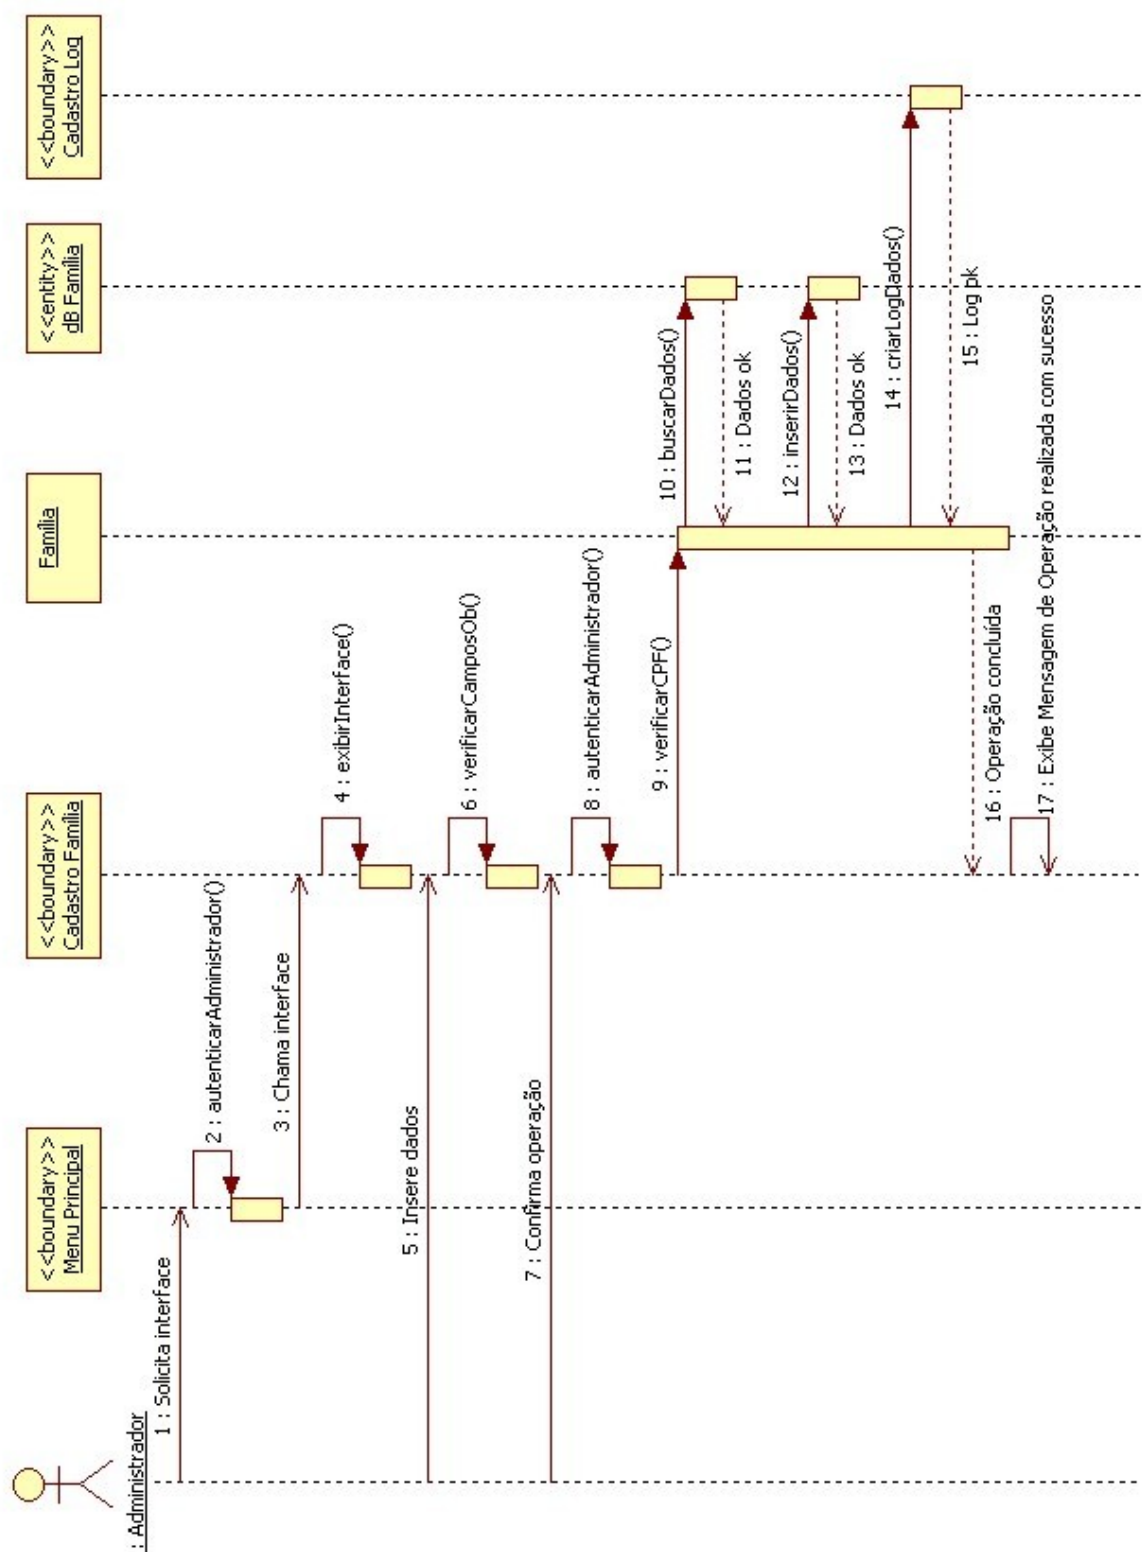 : Administrador
<<boundary>>
Menu Principal
<<boundary>>
Cadastro Família
Família
<<entity>>
dB Família
<<boundary>>
Cadastro Log
1 : Solicita interface
2 : autenticarAdministrador()
3 : Chama interface
4 : exibirInterface()
5 : Insere dados
6 : verificarCamposOb()
7 : Confirma operação
8 : autenticarAdministrador()
9 : verificarCPF()
10 : buscarDados()
11 : Dados ok
12 : inserirDados()
13 : Dados ok
14 : criarLogDados()
15 : Log ok
16 : Operação concluída
17 : Exibe Mensagem de Operação realizada com sucesso